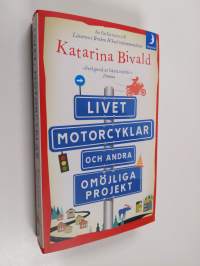 Av författaren till
Läsarna i Broken Wheel rekommenderar
Katarina Bivald
LIVET
MOTORCYKLAR
OCH ANDRA
OMÖJLIGA
PROJEKT